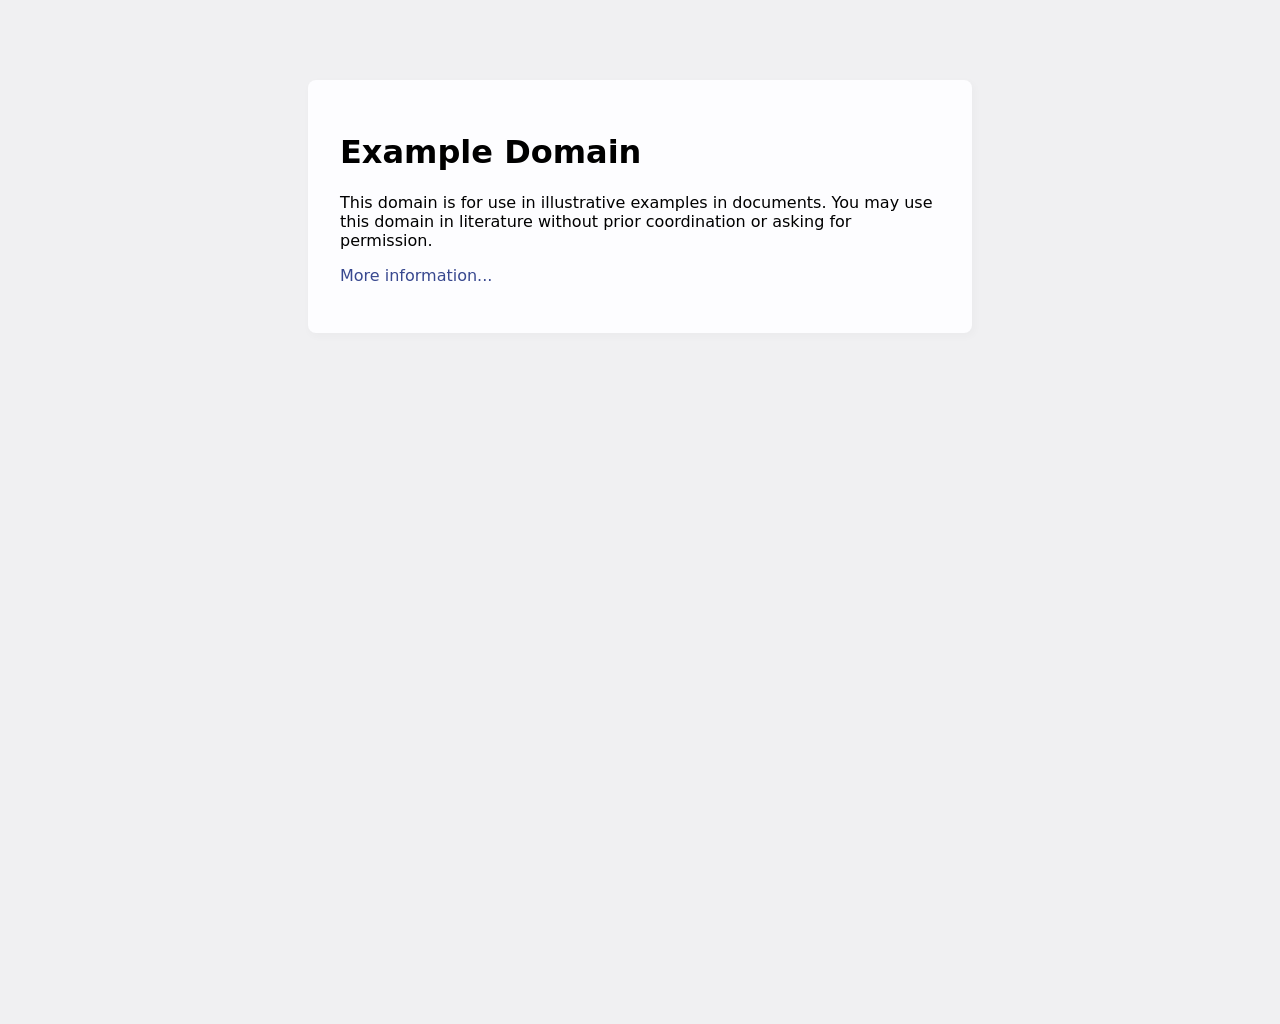 Example Domain
This domain is for use in illustrative examples in documents. You may use
this domain in literature without prior coordination or asking for
permission.
More information...